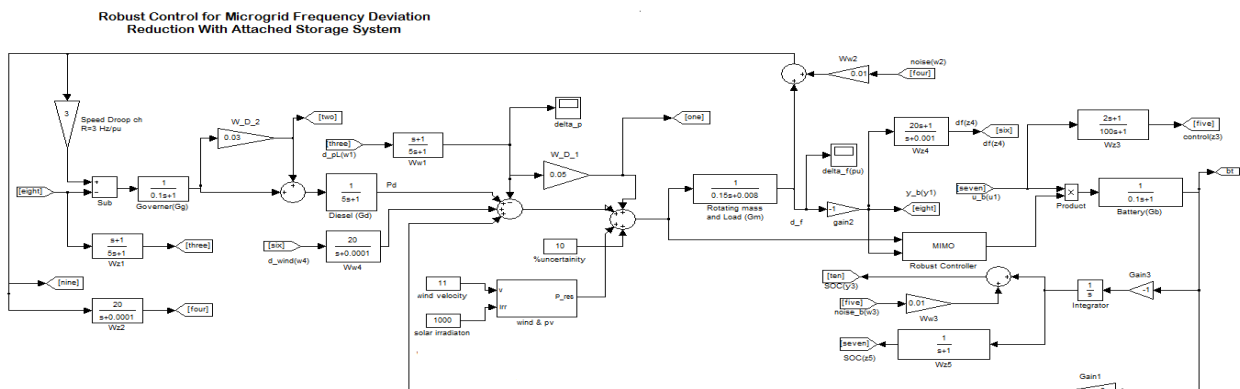 Robust Control for Microgrid Frequency Deviation
Reduction With Attached Storage System
Ww2
0.01
noise(w2)
[four]
3
Speed Droop ch
R=3 Hz/pu
W_D_2
0.03
[two]
[three]
d_pL(w1)
s+1
5s+1
Ww1
delta_p
W_D_1
0.05
[one]
20s+1
s+0.001
Wz4
df(z4)
[six]
df(z4)
2s+1
100s+1
Wz3
[five]
control(z3)
[eight]
Sub
1
0.1s+1
Governer(Gg)
1
5s+1
Diesel (Gd)
Pd
1
0.15s+0.008
Rotating mass
and Load (Gm)
delta_f(pu)
d_f
-1
gain2
y_b(y1)
[eight]
[seven]
u_b(u1)
Product
1
0.1s+1
Battery(Gb)
bt
s+1
5s+1
Wz1
[three]
[six]
d_wind(w4)
20
s+0.0001
Ww4
10
%uncertainity
MIMO
Robust Controller
[nine]
20
s+0.0001
Wz2
[four]
11
wind velocity
1000
solar irradiaton
v
irr
P_res
wind & pv
[ten]
SOC(y3)
[five]
noise_b(w3)
0.01
Ww3
1
s
Integrator
Gain3
-1
[seven]
SOC(z5)
1
s+1
Wz5
Gain1